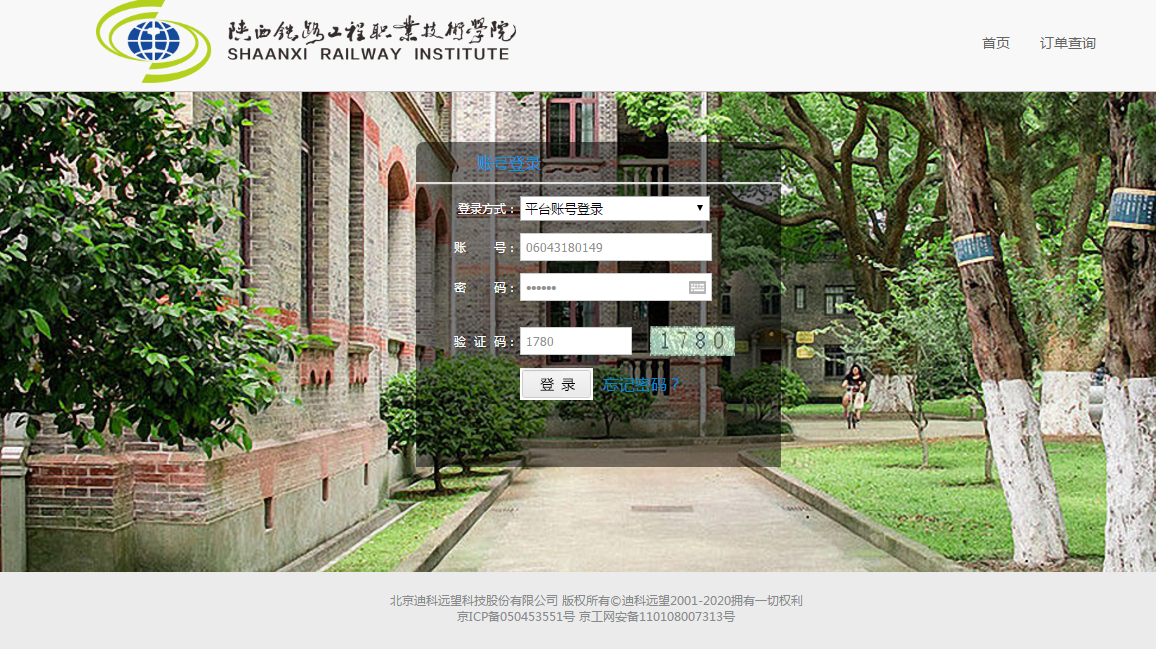 陕西铁路工程职业技術學院
SHAANXI RAILWAY INSTITUTE
首页 订单查询
账号登录
登录方式： 平台账号登录
账 号： 06043180149
密 码： ••••••
验 证 码： 1780 1780
登 录 忘记密码？
北京迪科远望科技股份有限公司 版权所有©迪科远望2001-2020拥有一切权利
京ICP备050453551号 京工网安备110108007313号